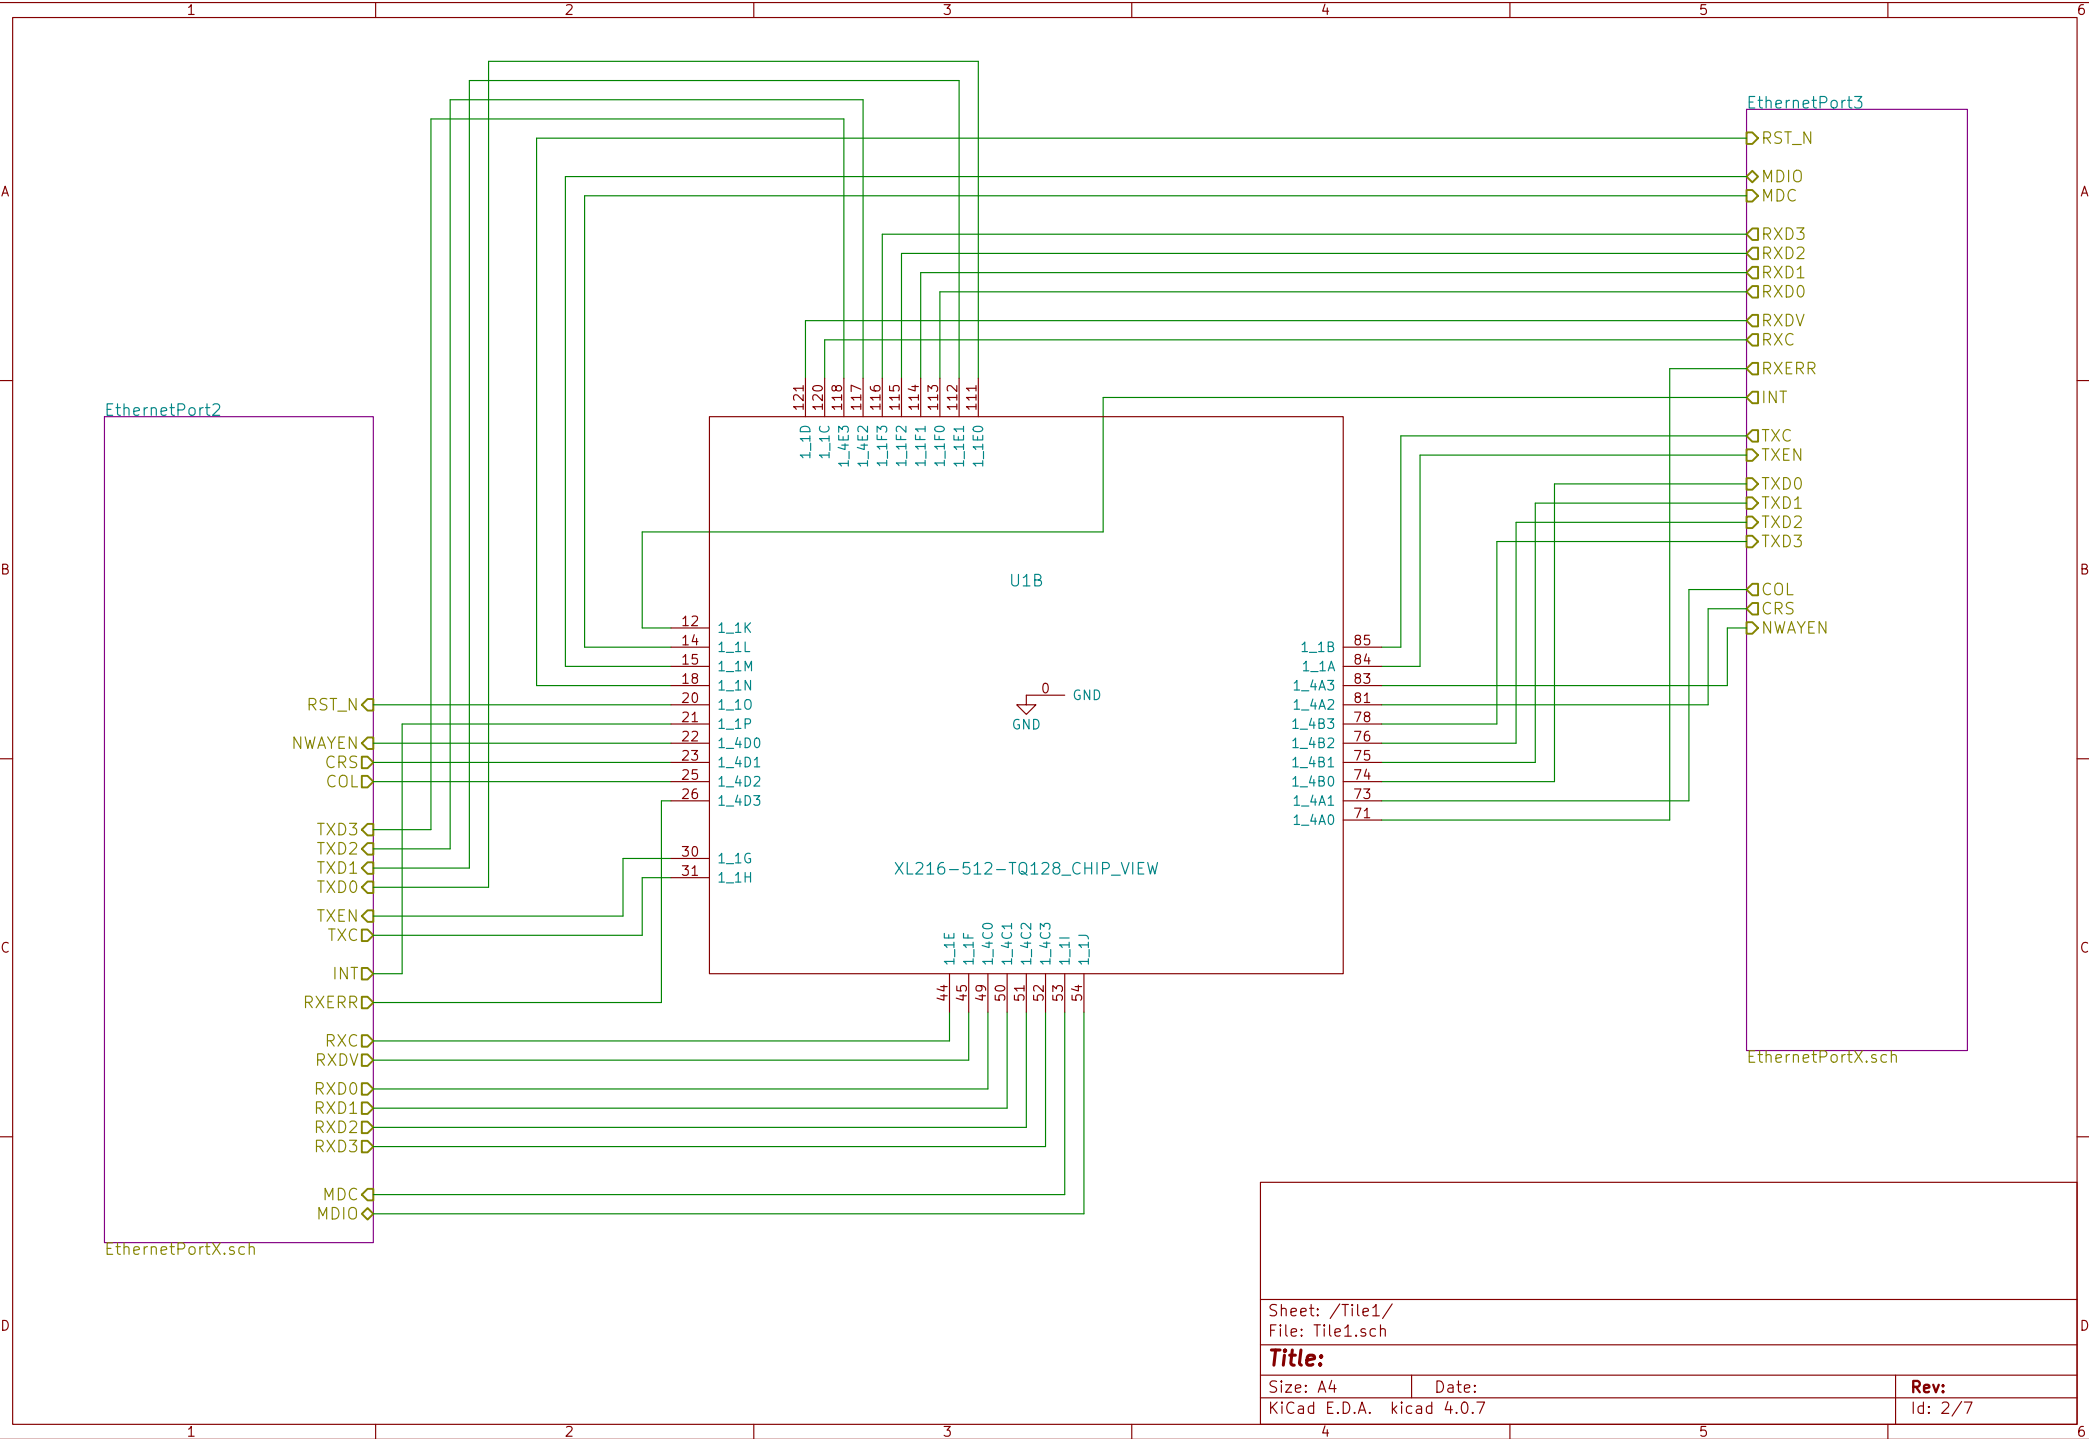 1 2 3 4 5 6
EthernetPort3
RST_N
MDIO
MDC
RXD3
RXD2
RXD1
RXD0
RXDV
RXC
RXERR
INT
TXC
TXEN
TXD0
TXD1
TXD2
TXD3
COL
CRS
NWAYEN
EthernetPortX.sch
A A
B B
C C
D D
EthernetPort2
RST_N
NWAYEN
CRS
COL
TXD3
TXD2
TXD1
TXD0
TXEN
TXC
INT
RXERR
RXC
RXDV
RXD0
RXD1
RXD2
RXD3
MDC
MDIO
EthernetPortX.sch
121 120 118 117 116 115 114 113 112 111
1_1D 1_1C 1_4E3 1_4E2 1_1F3 1_1F2 1_1F1 1_1F0 1_1E1 1_1E0
U1B
12 1_1K
14 1_1L
15 1_1M
18 1_1N
20 1_1O
21 1_1P
22 1_4D0
23 1_4D1
25 1_4D2
26 1_4D3
30 1_1G
31 1_1H
0 GND
GND
1_1B 85
1_1A 84
1_4A3 83
1_4A2 81
1_4B3 78
1_4B2 76
1_4B1 75
1_4B0 74
1_4A1 73
1_4A0 71
XL216-512-TQ128_CHIP_VIEW
1_1E 1_1F 1_4C0 1_4C1 1_4C2 1_4C3 1_1I 1_1J
44 45 49 50 51 52 53 54
Sheet: /Tile1/
File: Tile1.sch
Title:
Size: A4 Date: Rev:
KiCad E.D.A. kicad 4.0.7 Id: 2/7
1 2 3 4 5 6